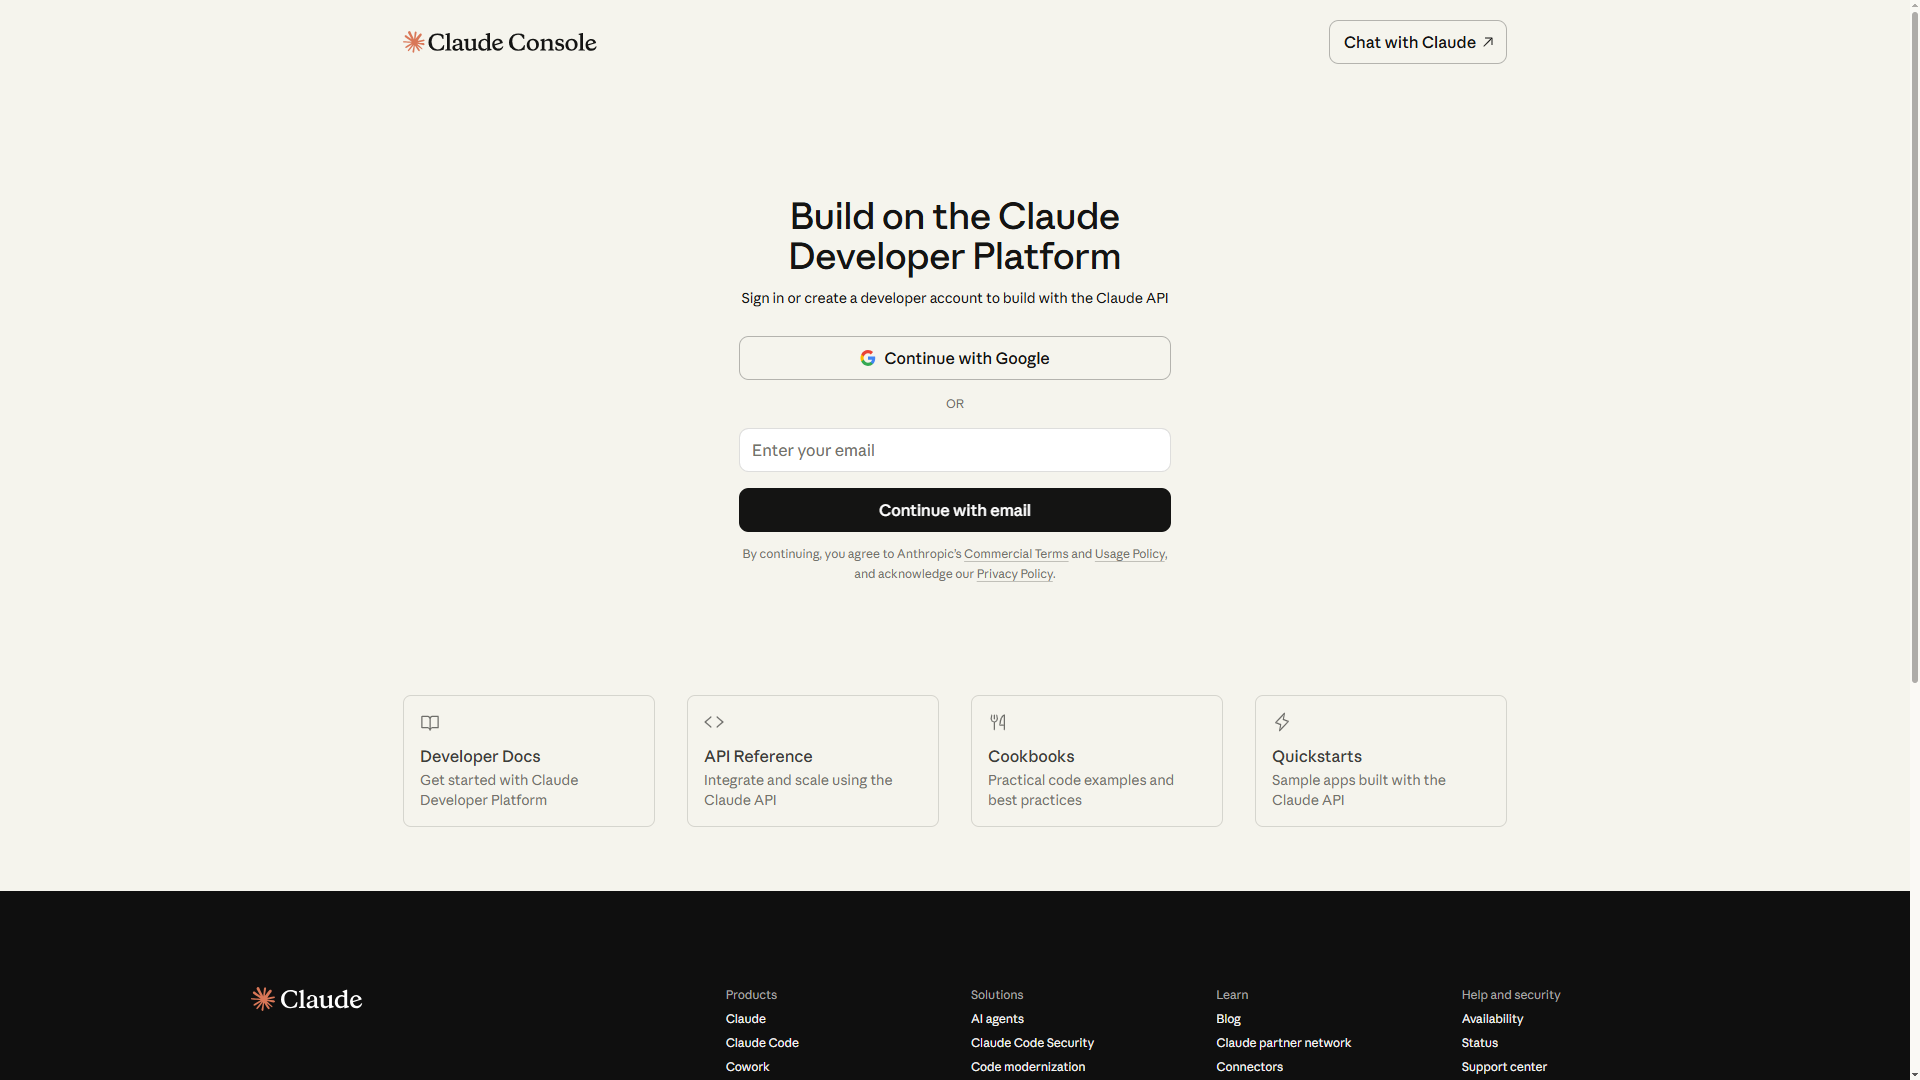 Claude Console
Chat with Claude
Build on the Claude
Developer Platform
Sign in or create a developer account to build with the Claude API
Continue with Google
OR
Enter your email
Continue with email
By continuing, you agree to Anthropic's Commercial Terms and Usage Policy,
and acknowledge our Privacy Policy.
Developer Docs
Get started with Claude
Developer Platform
API Reference
Integrate and scale using the
Claude API
Cookbooks
Practical code examples and
best practices
Quickstarts
Sample apps built with the
Claude API
Claude
Products
Claude
Claude Code
Cowork
Solutions
AI agents
Claude Code Security
Code modernization
Learn
Blog
Claude partner network
Connectors
Help and security
Availability
Status
Support center